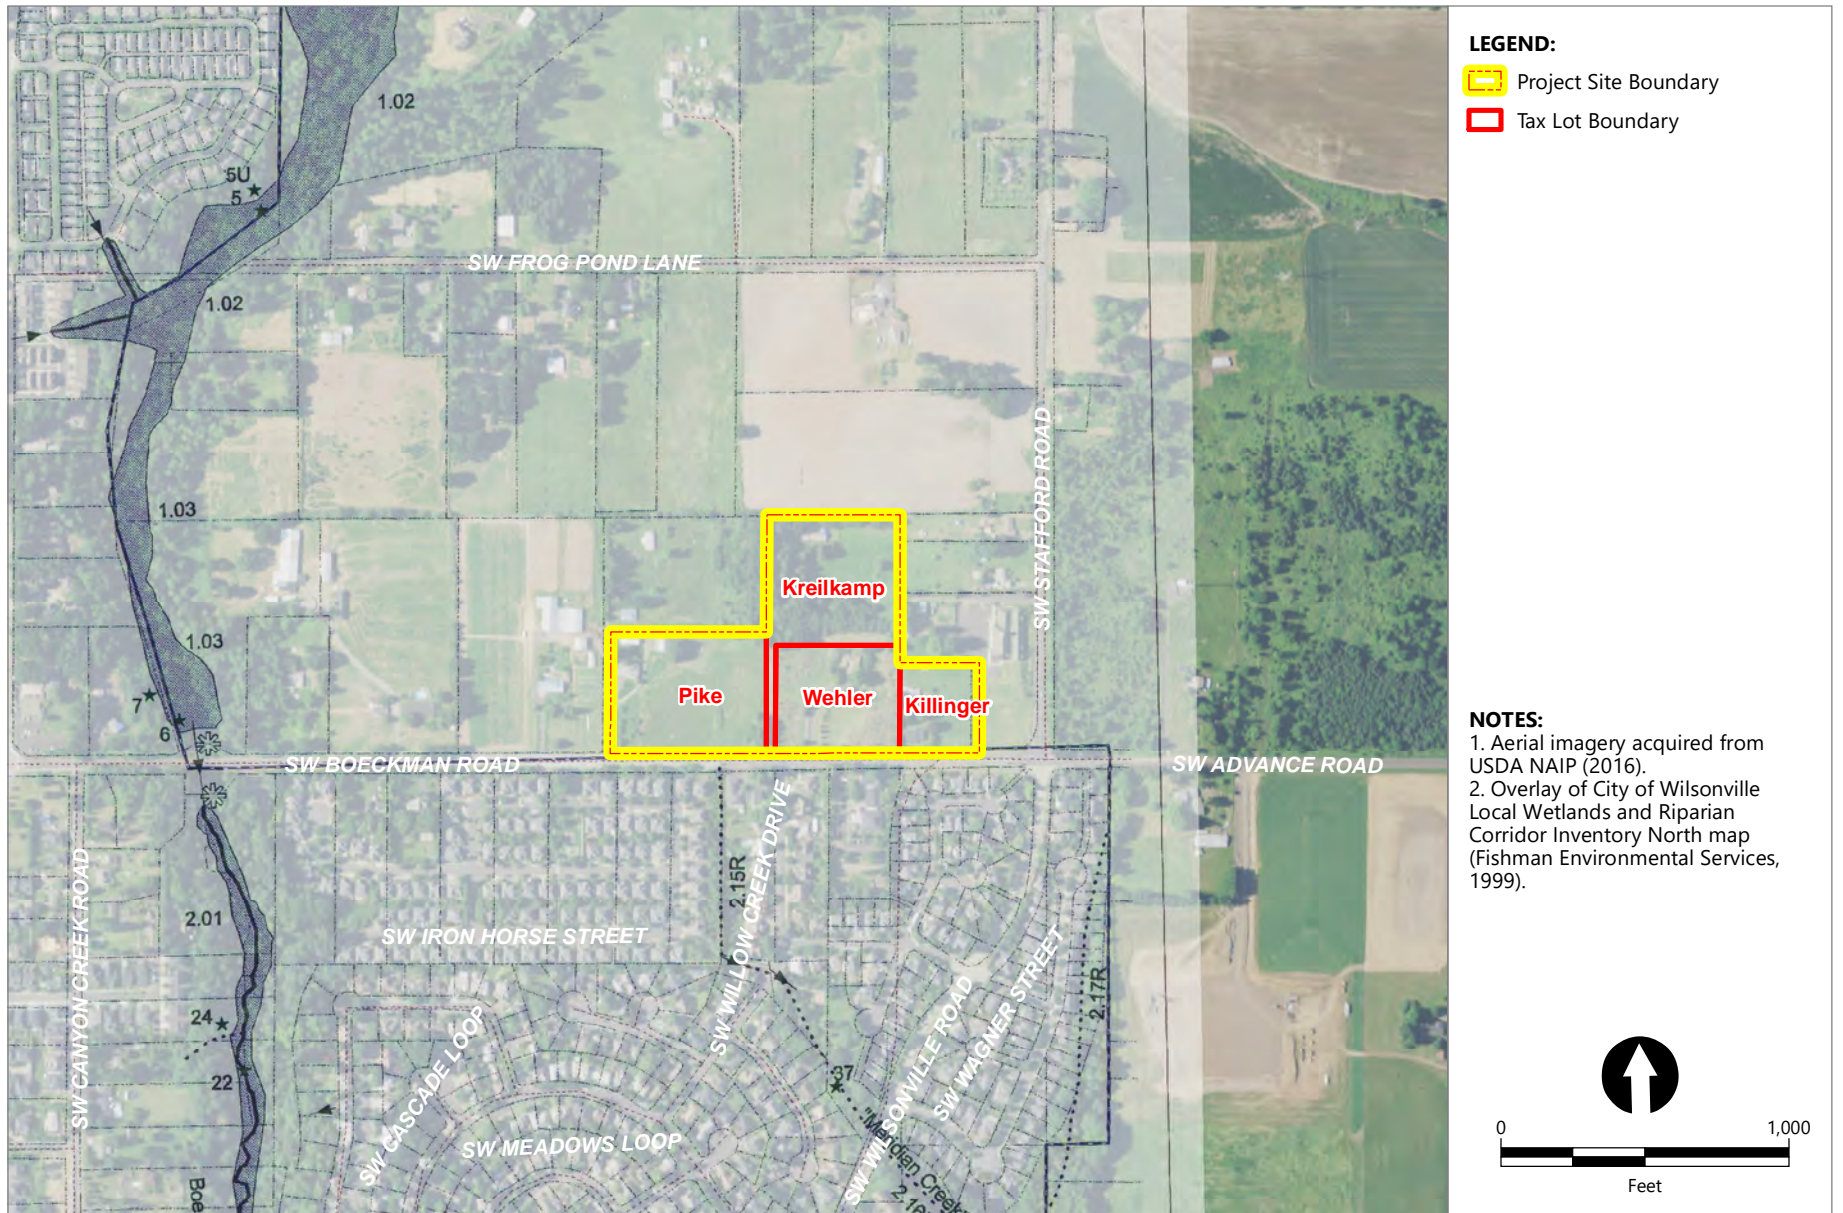 LEGEND:
Project Site Boundary
Tax Lot Boundary
1.02
5U
5
SW FROG POND LANE
1.02
SW STAFFORD ROAD
1.03
Kreilkamp
1.03
Pike
Wehler
Killinger
7
6
SW BOECKMAN ROAD
SW ADVANCE ROAD
NOTES:
1. Aerial imagery acquired from
USDA NAIP (2016).
2. Overlay of City of Wilsonville
Local Wetlands and Riparian
Corridor Inventory North map
(Fishman Environmental Services,
1999).
SW CANYON CREEK ROAD
2.01
2.15R
SW WILLOW CREEK DRIVE
SW IRON HORSE STREET
SW WILSONVILLE ROAD
SW WAGNER STREET
2.17R
24
22
37
SW CASCADE LOOP
SW MEADOWS LOOP
"Meridian Creek
2.16
Boe
0
1,000
Feet